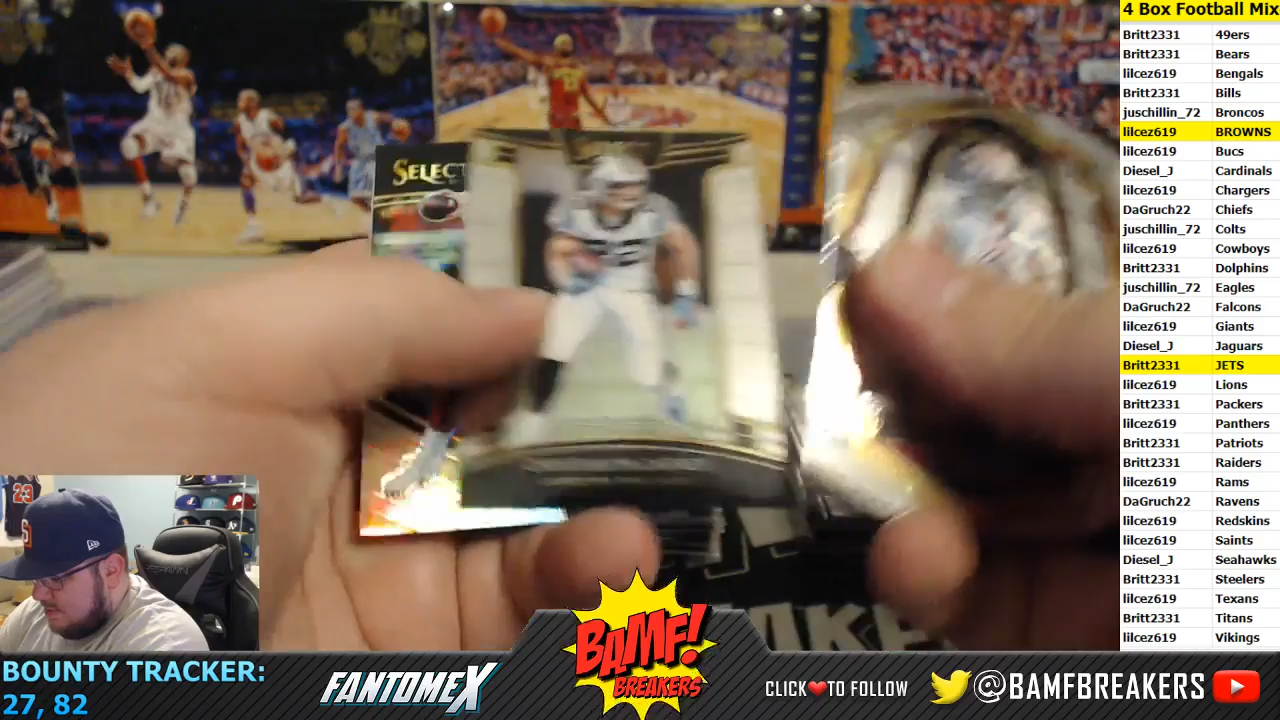 4 Box Football Mix
Britt2331 49ers
Britt2331 Bears
lilcez619 Bengals
Britt2331 Bills
juschillin_72 Broncos
lilcez619 BROWNS
lilcez619 Bucs
Diesel_J Cardinals
lilcez619 Chargers
DaGruch22 Chiefs
juschillin_72 Colts
lilcez619 Cowboys
Britt2331 Dolphins
juschillin_72 Eagles
DaGruch22 Falcons
lilcez619 Giants
Diesel_J Jaguars
Britt2331 JETS
lilcez619 Lions
Britt2331 Packers
lilcez619 Panthers
Britt2331 Patriots
Britt2331 Raiders
lilcez619 Rams
DaGruch22 Ravens
lilcez619 Redskins
lilcez619 Saints
Diesel_J Seahawks
Britt2331 Steelers
lilcez619 Texans
Britt2331 Titans
lilcez619 Vikings
SELECT
23
BOUNTY TRACKER:
27, 82
FANTOMEX
BAMF!
BREAKERS
CLICK❤TO FOLLOW
@BAMFBREAKERS